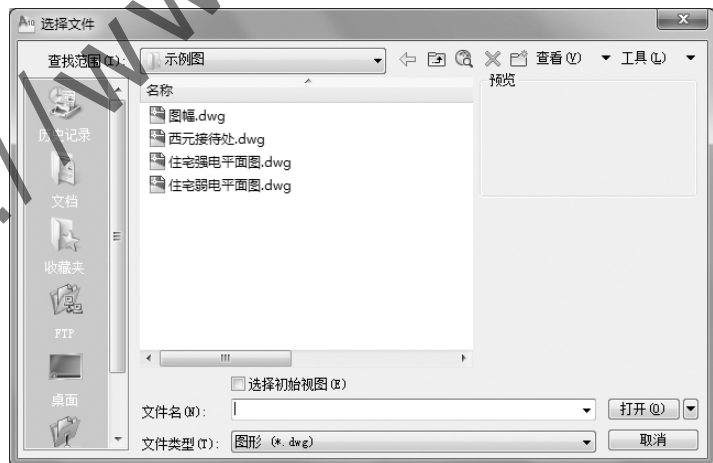 选择文件
查找范围(I):
示例图
查看(V)
工具(L)
名称
预览
图幅.dwg
西元接待处.dwg
住宅强电平面图.dwg
住宅弱电平面图.dwg
历史记录
文档
收藏夹
FTP
桌面
选择初始视图(E)
文件名(N):
打开(O)
文件类型(T):
图形 (*.dwg)
取消
://www